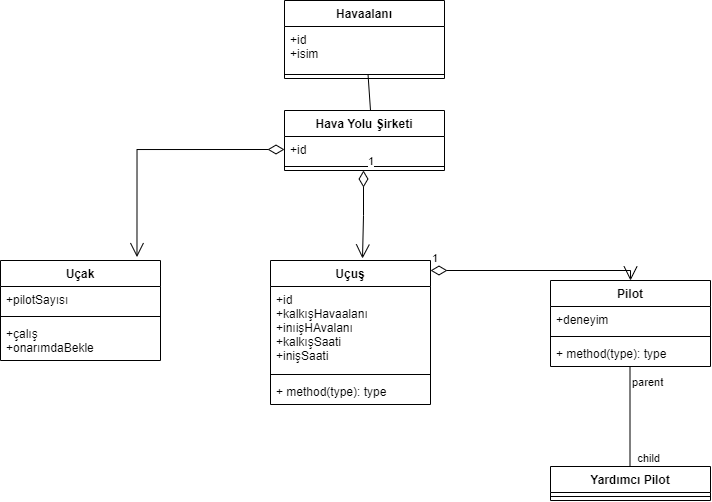 Havaalanı
+id
+isim
Hava Yolu Şirketi
+id
1
Uçak
+pilotSayısı
+çalış
+onarımdaBekle
Uçuş
+id
+kalkışHavaalanı
+iniişHAvalanı
+kalkışSaati
+inişSaati
+ method(type): type
1
Pilot
+deneyim
+ method(type): type
parent
child
Yardımcı Pilot